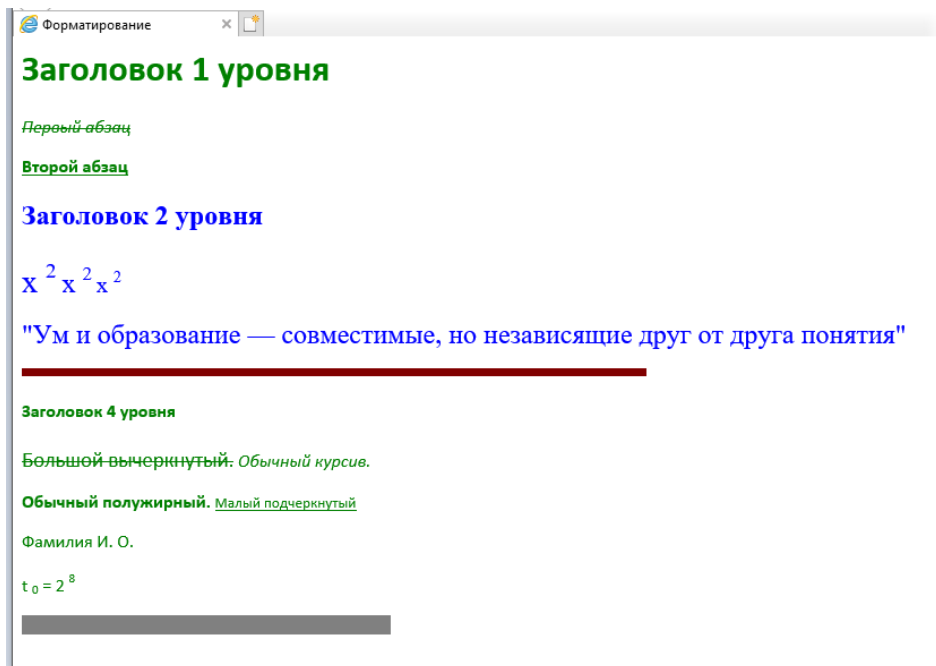 Форматирование
Заголовок 1 уровня
Первый абзац
Второй абзац
Заголовок 2 уровня
x 2 x 2 x 2
"Ум и образование — совместимые, но независящие друг от друга понятия"
Заголовок 4 уровня
Большой вычеркнутый. Обычный курсив.
Обычный полужирный. Малый подчеркнутый
Фамилия И. О.
t 0 = 2 8